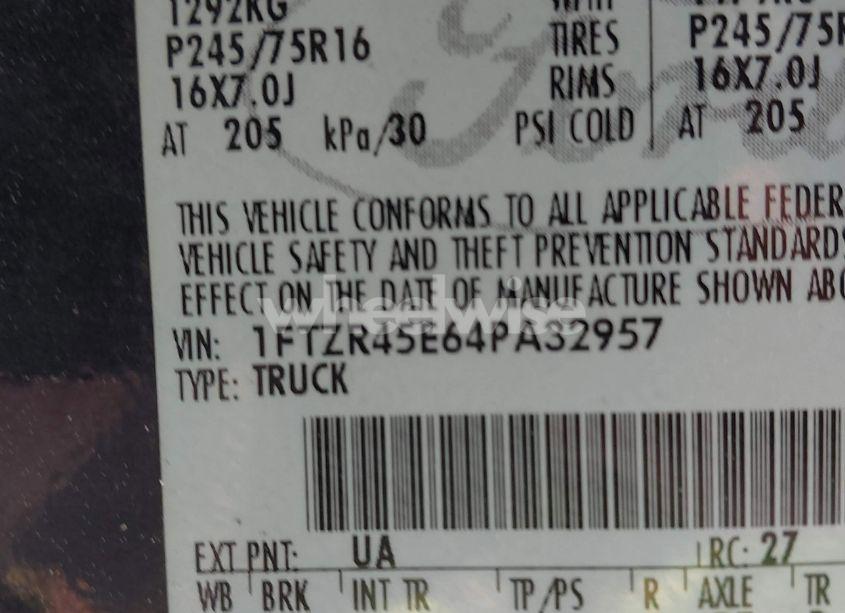 1292KG
P245/75R16 TIRES P245/75R
16X7.0J RIMS 16X7.0J
AT 205 kPa/30 PSI COLD AT 205
THIS VEHICLE CONFORMS TO ALL APPLICABLE FEDER
VEHICLE SAFETY AND THEFT PREVENTION STANDARDS
EFFECT ON THE DATE OF MANUFACTURE SHOWN ABO
wheelwise
VIN: 1FTZR45E64PA32957
TYPE: TRUCK
EXT PNT: UA RC: 27
WB BRK INT TR TP/PS R AXLE TR